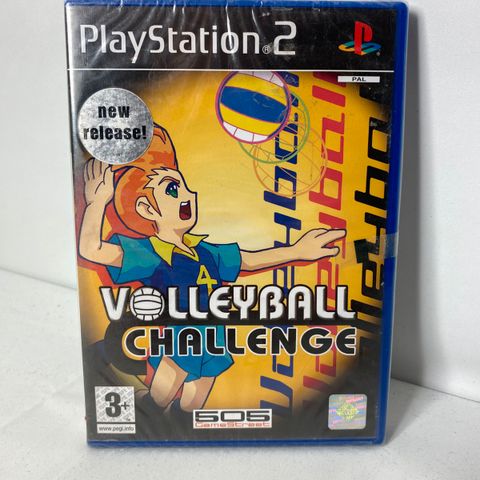 PlayStation®2
PAL
new
release!
4
VOLLEYBALL
CHALLENGE
3+
www.pegi.info
505
GameStreet